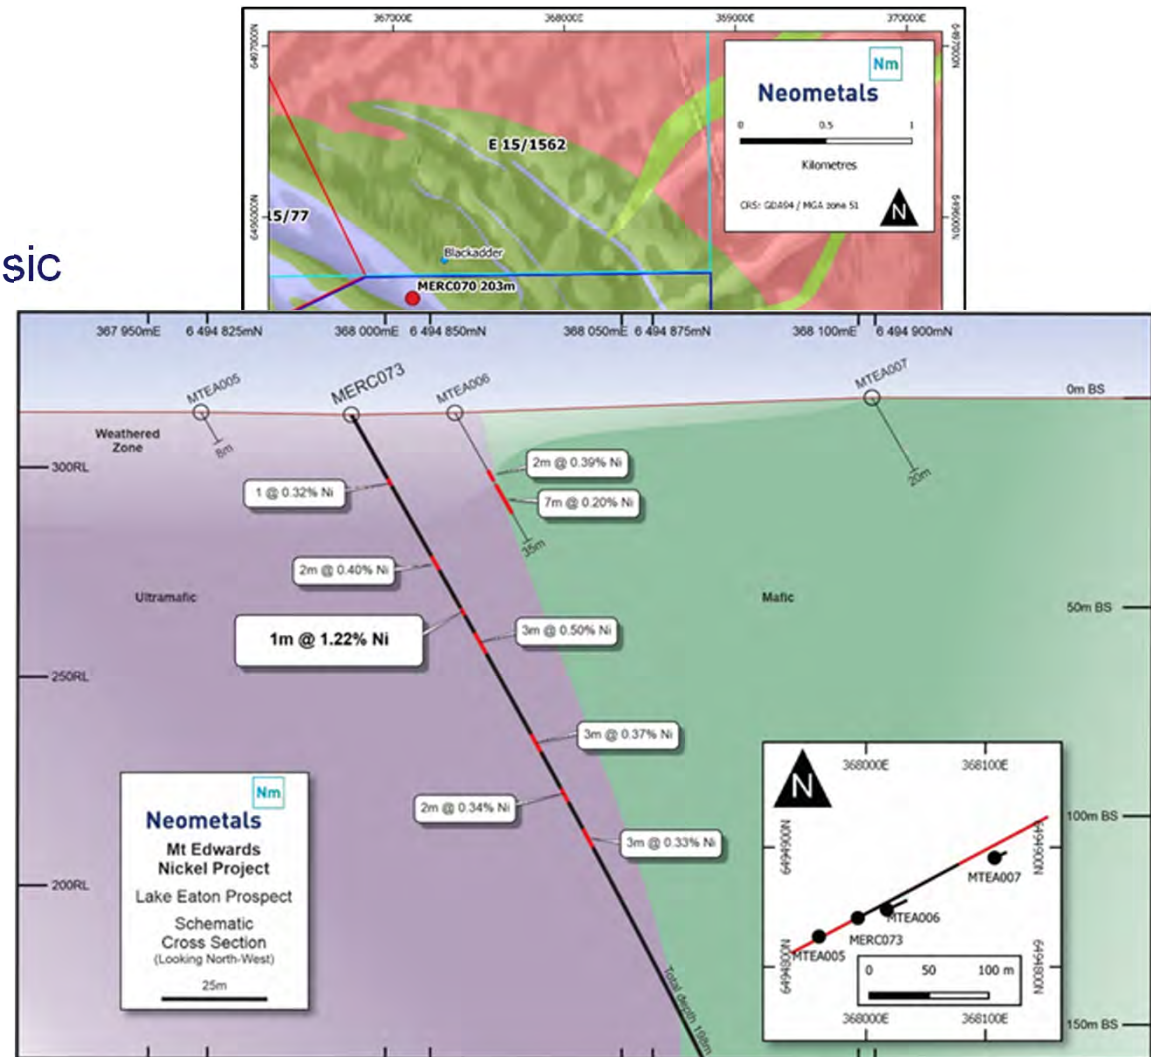 367000E 368000E 369000E 370000E
6497000N
6497000N
Nm
Neometals
0 0.5 1
Kilometres
CRS: GDA94 / MGA zone 51
N
E 15/1562
6496000N
6496000N
15/77
Blackadder
MERC070 203m
sic
367 950mE 6 494 825mN 368 000mE 6 494 850mN 368 050mE 6 494 875mN 368 100mE 6 494 900mN
MTEA005
MERC073
MTEA006
MTEA007
0m BS
Weathered
Zone
8m
300RL
2m @ 0.39% Ni
20m
1 @ 0.32% Ni
7m @ 0.20% Ni
35m
2m @ 0.40% Ni
Ultramafic
Mafic
50m BS
1m @ 1.22% Ni
3m @ 0.50% Ni
250RL
3m @ 0.37% Ni
2m @ 0.34% Ni
100m BS
3m @ 0.33% Ni
200RL
Total depth 198m
150m BS
Nm
Neometals
Mt Edwards
Nickel Project
Lake Eaton Prospect
Schematic
Cross Section
(Looking North-West)
25m
N
368000E 368100E
6494900N
6494900N
MTEA007
MTEA006
MERC073
MTEA005
6494800N
6494800N
0 50 100 m
368000E 368100E